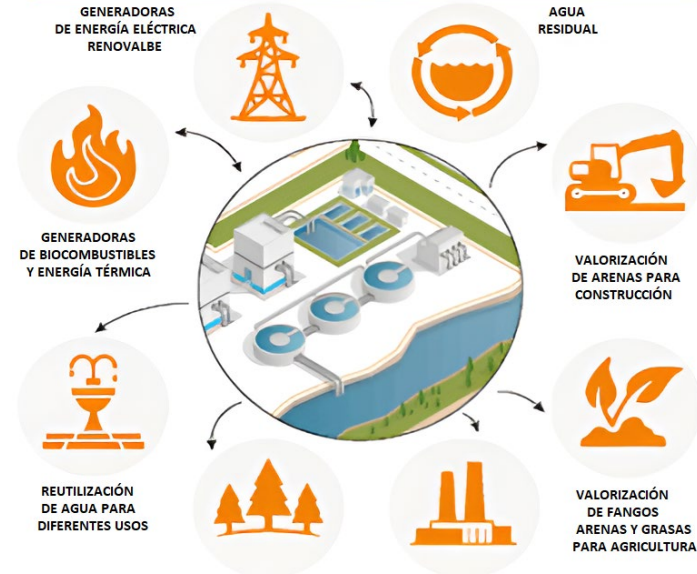 GENERADORAS
DE ENERGÍA ELÉCTRICA
RENOVALBE
AGUA
RESIDUAL
GENERADORAS
DE BIOCOMBUSTIBLES
Y ENERGÍA TÉRMICA
VALORIZACIÓN
DE ARENAS PARA
CONSTRUCCIÓN
REUTILIZACIÓN
DE AGUA PARA
DIFERENTES USOS
VALORIZACIÓN
DE FANGOS
ARENAS Y GRASAS
PARA AGRICULTURA